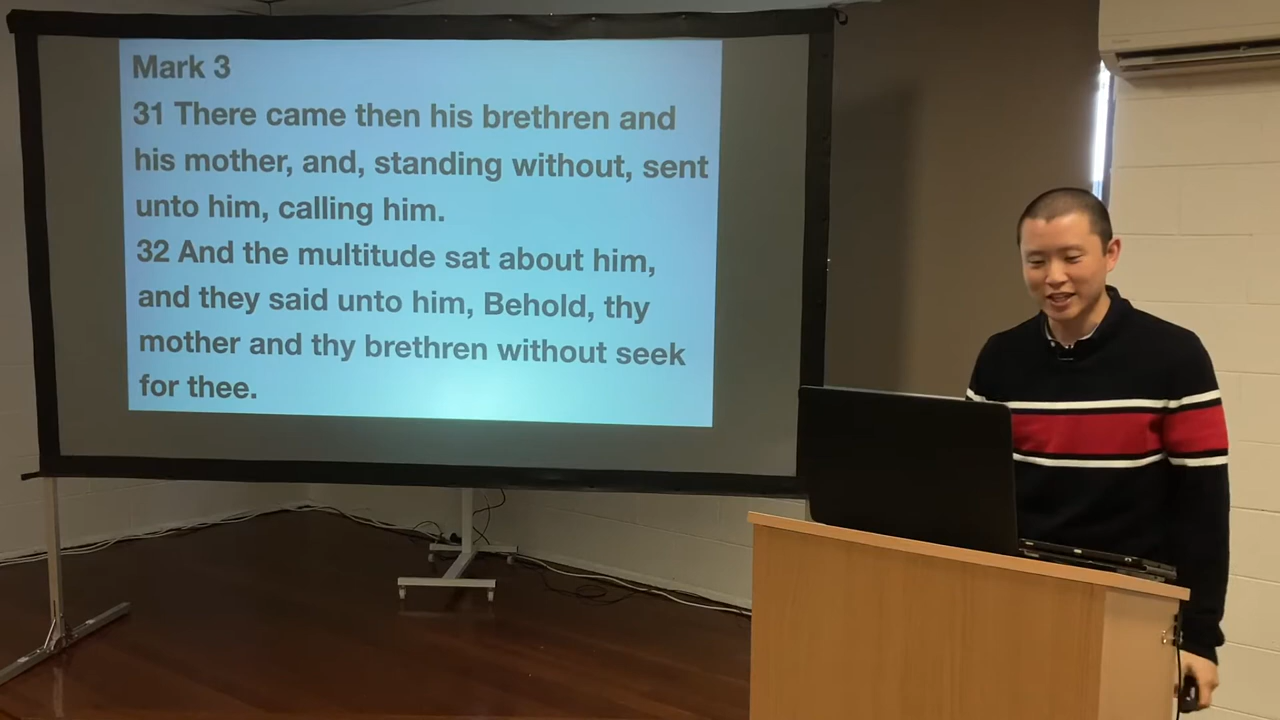 Mark 3
31 There came then his brethren and
his mother, and, standing without, sent
unto him, calling him.
32 And the multitude sat about him,
and they said unto him, Behold, thy
mother and thy brethren without seek
for thee.